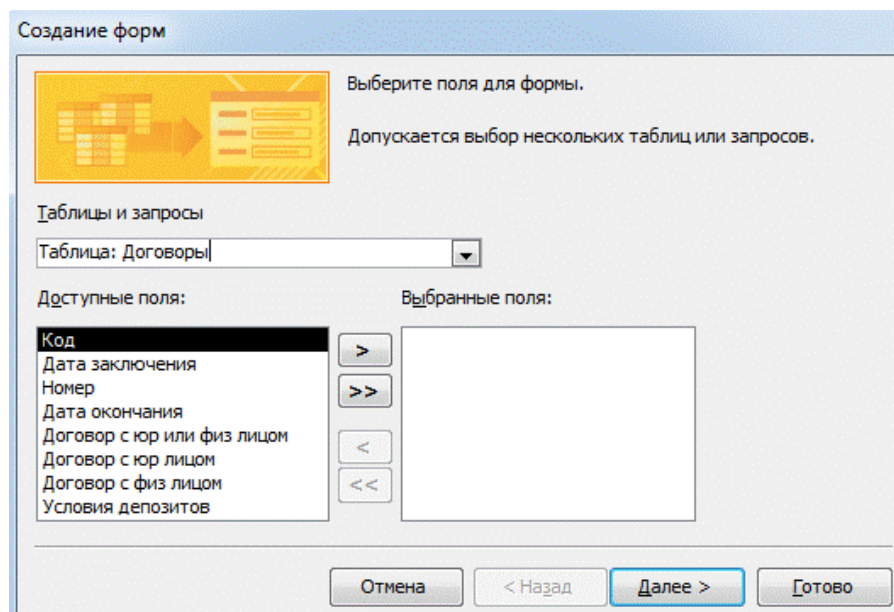 Создание форм
Выберите поля для формы.
Допускается выбор нескольких таблиц или запросов.
Таблицы и запросы
Таблица: Договоры
Доступные поля:
Выбранные поля:
Код
Дата заключения
Номер
Дата окончания
Договор с юр или физ лицом
Договор с юр лицом
Договор с физ лицом
Условия депозитов
>
>>
<
<<
Отмена
< Назад
Далее >
Готово